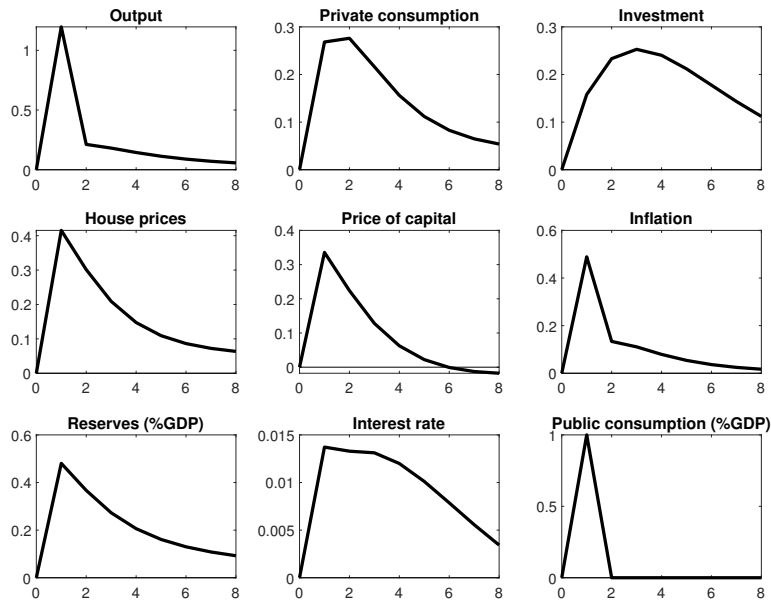 Output
Private consumption
Investment
1
0.5
0
0 2 4 6 8
0.3
0.2
0.1
0
0 2 4 6 8
0.3
0.2
0.1
0
0 2 4 6 8
House prices
Price of capital
Inflation
0.4
0.3
0.2
0.1
0
0 2 4 6 8
0.4
0.3
0.2
0.1
0
0 2 4 6 8
0.6
0.4
0.2
0
0 2 4 6 8
Reserves (%GDP)
Interest rate
Public consumption (%GDP)
0.6
0.4
0.2
0
0 2 4 6 8
0.015
0.01
0.005
0
0 2 4 6 8
1
0.5
0
0 2 4 6 8